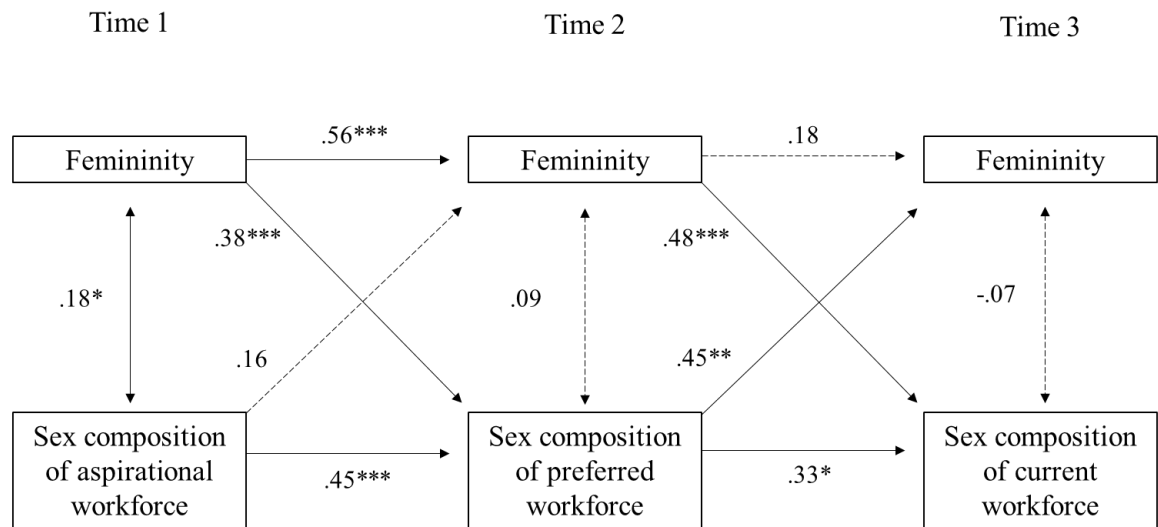 Time 1
Time 2
Time 3
.56***
.18
Femininity
Femininity
Femininity
.38***
.48***
.18*
.09
-.07
.16
.45**
Sex composition
of aspirational
workforce
Sex composition
of preferred
workforce
Sex composition
of current
workforce
.45***
.33*